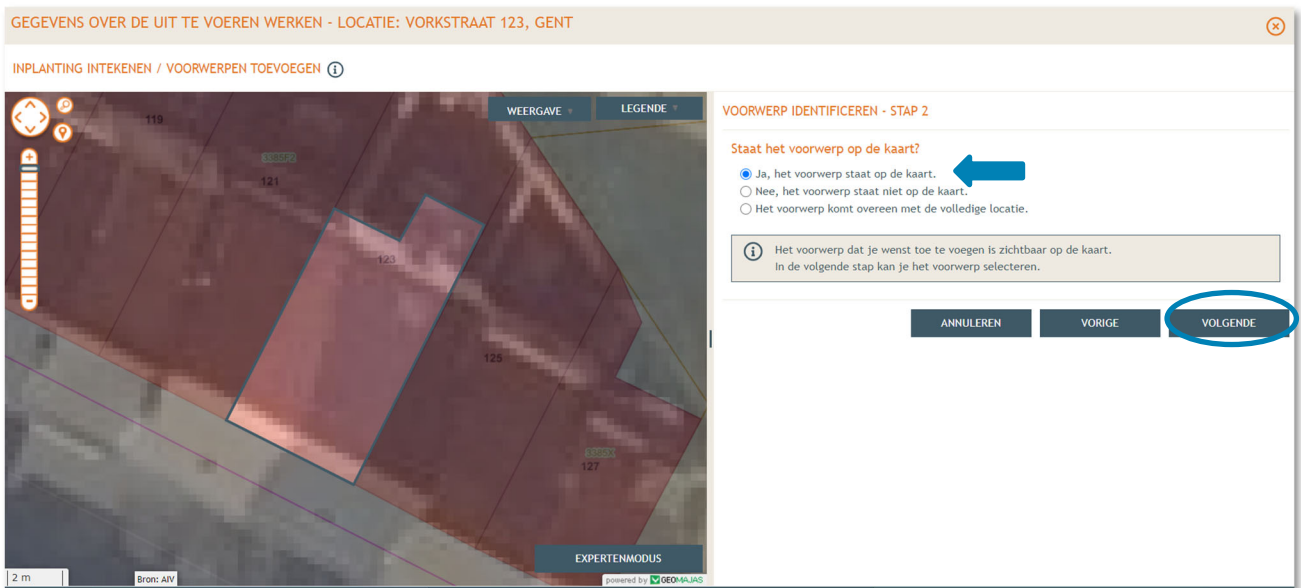 GEGEVENS OVER DE UIT TE VOEREN WERKEN - LOCATIE: VORKSTRAAT 123, GENT
INPLANTING INTEKENEN / VOORWERPEN TOEVOEGEN
WEERGAVE
LEGENDE
119
3385F2
121
123
125
3385X
127
EXPERTENMODUS
2 m
Bron: AIV
powered by GEOMAJAS
VOORWERP IDENTIFICEREN - STAP 2
Staat het voorwerp op de kaart?
Ja, het voorwerp staat op de kaart.
Nee, het voorwerp staat niet op de kaart.
Het voorwerp komt overeen met de volledige locatie.
Het voorwerp dat je wenst toe te voegen is zichtbaar op de kaart.
In de volgende stap kan je het voorwerp selecteren.
ANNULEREN
VORIGE
VOLGENDE